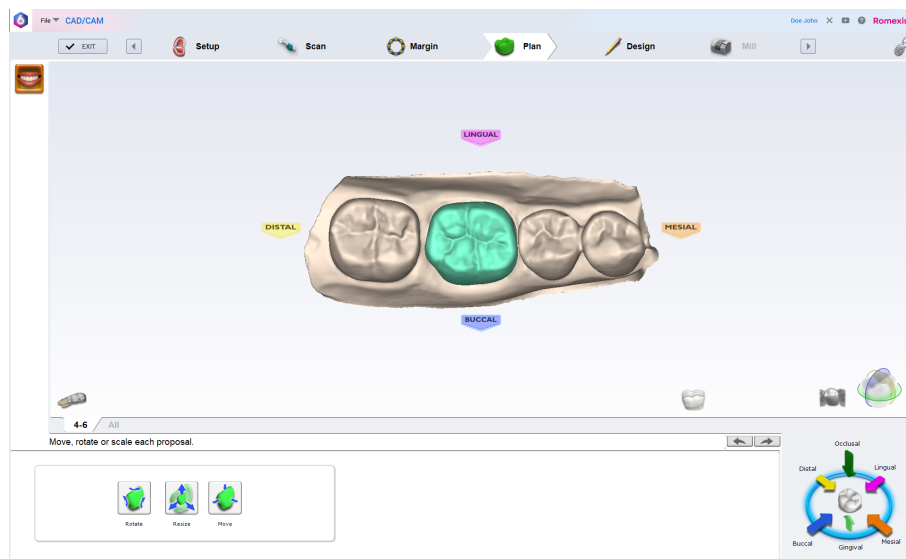 File CAD/CAM
Doe John
Romexis
EXIT
Setup
Scan
Margin
Plan
Design
Mill
LINGUAL
DISTAL
MESIAL
BUCCAL
4-6
All
Move, rotate or scale each proposal.
Rotate
Resize
Move
Occlusal
Distal
Lingual
Buccal
Gingival
Mesial